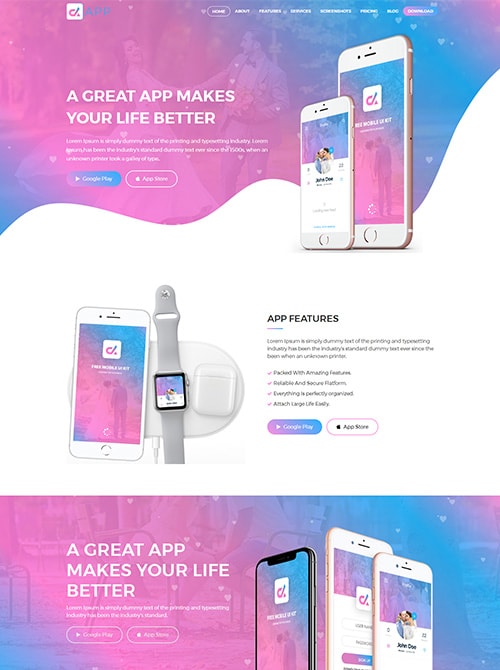 APP
HOME ABOUT FEATURES SERVICES SCREENSHOTS PRICING BLOG DOWNLOAD
A GREAT APP MAKES
YOUR LIFE BETTER
Lorem Ipsum is simply dummy text of the printing and typesetting industry. Lorem
Ipsum has been the industry's standard dummy text ever since the 1500s, when an
unknown printer took a galley of type.
Google Play App Store
John Doe
FREE MOBILE UI KIT
APP FEATURES
Lorem Ipsum is simply dummy text of the printing and typesetting
industry has been the industry's standard dummy text ever since the
been when an unknown printer.
Packed With Amazing Features.
Reliable And Secure Platform.
Everything is perfectly organized.
Attach Large Life Easily.
Google Play App Store
FREE MOBILE UI KIT
A GREAT APP
MAKES YOUR LIFE
BETTER
Lorem Ipsum is simply dummy text of the printing and typesetting
industry has been the industry's standard.
Google Play App Store
FREE MOBILE UI KIT
USER NAME
PASSWORD
SIGN IN
John Doe